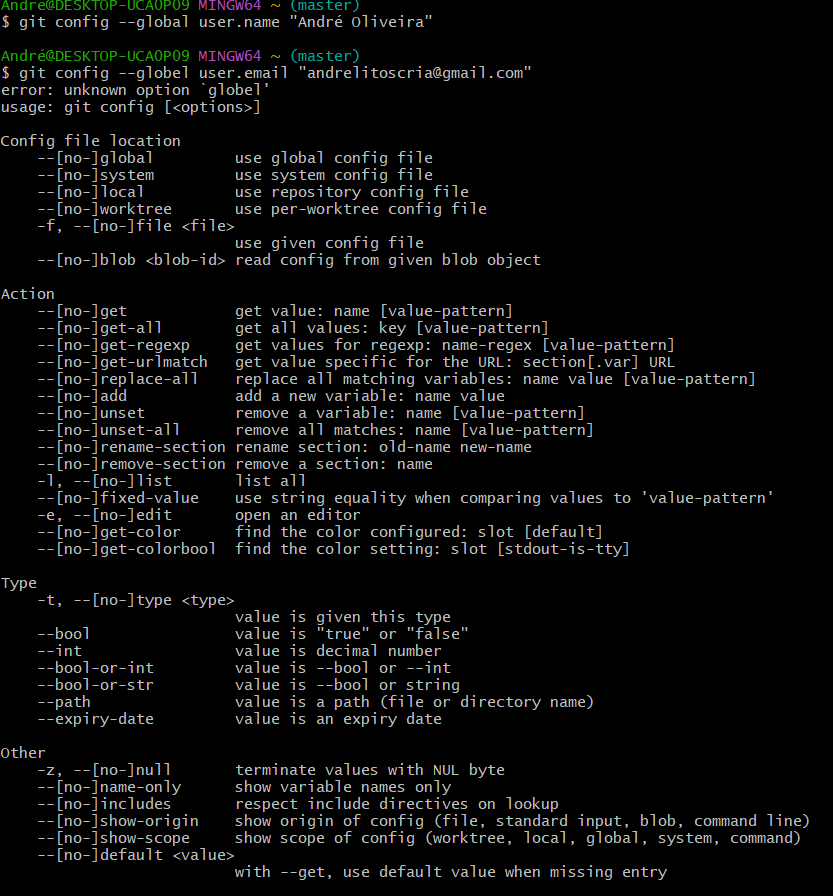 André@DESKTOP-UCAOPO9 MINGW64 ~ (master)
$ git config --global user.name "André Oliveira"
André@DESKTOP-UCAOPO9 MINGW64 ~ (master)
$ git config --globel user.email "andrelitoscria@gmail.com"
error: unknown option `globel'
usage: git config [<options>]
Config file location
--[no-]global use global config file
--[no-]system use system config file
--[no-]local use repository config file
--[no-]worktree use per-worktree config file
-f, --[no-]file <file>
use given config file
--[no-]blob <blob-id> read config from given blob object
Action
--[no-]get get value: name [value-pattern]
--[no-]get-all get all values: key [value-pattern]
--[no-]get-regexp get values for regexp: name-regex [value-pattern]
--[no-]get-urlmatch get value specific for the URL: section[.var] URL
--[no-]replace-all replace all matching variables: name value [value-pattern]
--[no-]add add a new variable: name value
--[no-]unset remove a variable: name [value-pattern]
--[no-]unset-all remove all matches: name [value-pattern]
--[no-]rename-section rename section: old-name new-name
--[no-]remove-section remove a section: name
-l, --[no-]list list all
--[no-]fixed-value use string equality when comparing values to 'value-pattern'
-e, --[no-]edit open an editor
--[no-]get-color find the color configured: slot [default]
--[no-]get-colorbool find the color setting: slot [stdout-is-tty]
Type
-t, --[no-]type <type>
value is given this type
--bool value is "true" or "false"
--int value is decimal number
--bool-or-int value is --bool or --int
--bool-or-str value is --bool or string
--path value is a path (file or directory name)
--expiry-date value is an expiry date
Other
-z, --[no-]null terminate values with NUL byte
--[no-]name-only show variable names only
--[no-]includes respect include directives on lookup
--[no-]show-origin show origin of config (file, standard input, blob, command line)
--[no-]show-scope show scope of config (worktree, local, global, system, command)
--[no-]default <value>
with --get, use default value when missing entry